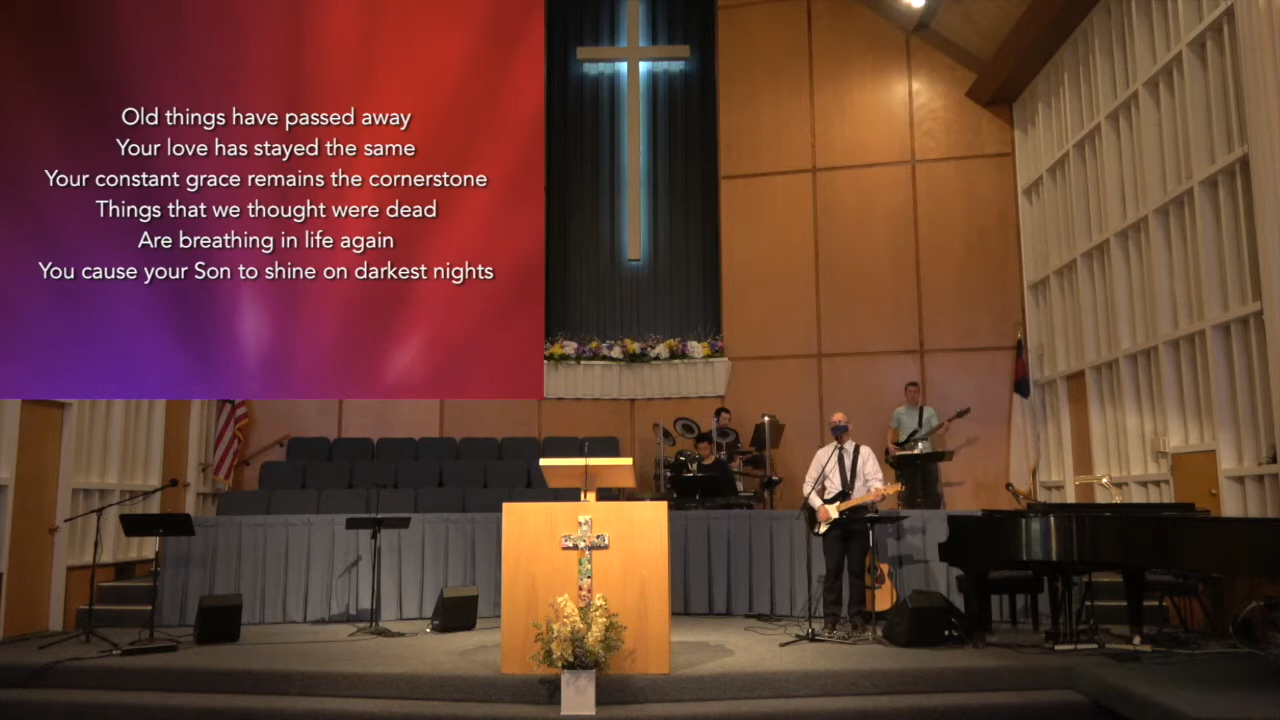 Old things have passed away
Your love has stayed the same
Your constant grace remains the cornerstone
Things that we thought were dead
Are breathing in life again
You cause your Son to shine on darkest nights